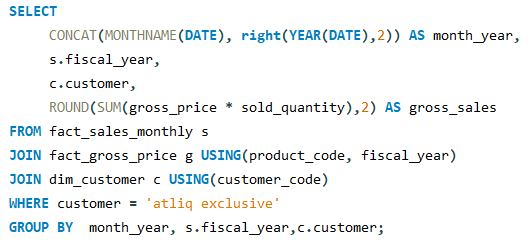 SELECT
CONCAT(MONTHNAME(DATE), right(YEAR(DATE),2)) AS month_year,
s.fiscal_year,
c.customer,
ROUND(SUM(gross_price * sold_quantity),2) AS gross_sales
FROM fact_sales_monthly s
JOIN fact_gross_price g USING(product_code, fiscal_year)
JOIN dim_customer c USING(customer_code)
WHERE customer = 'atliq exclusive'
GROUP BY  month_year, s.fiscal_year,c.customer;